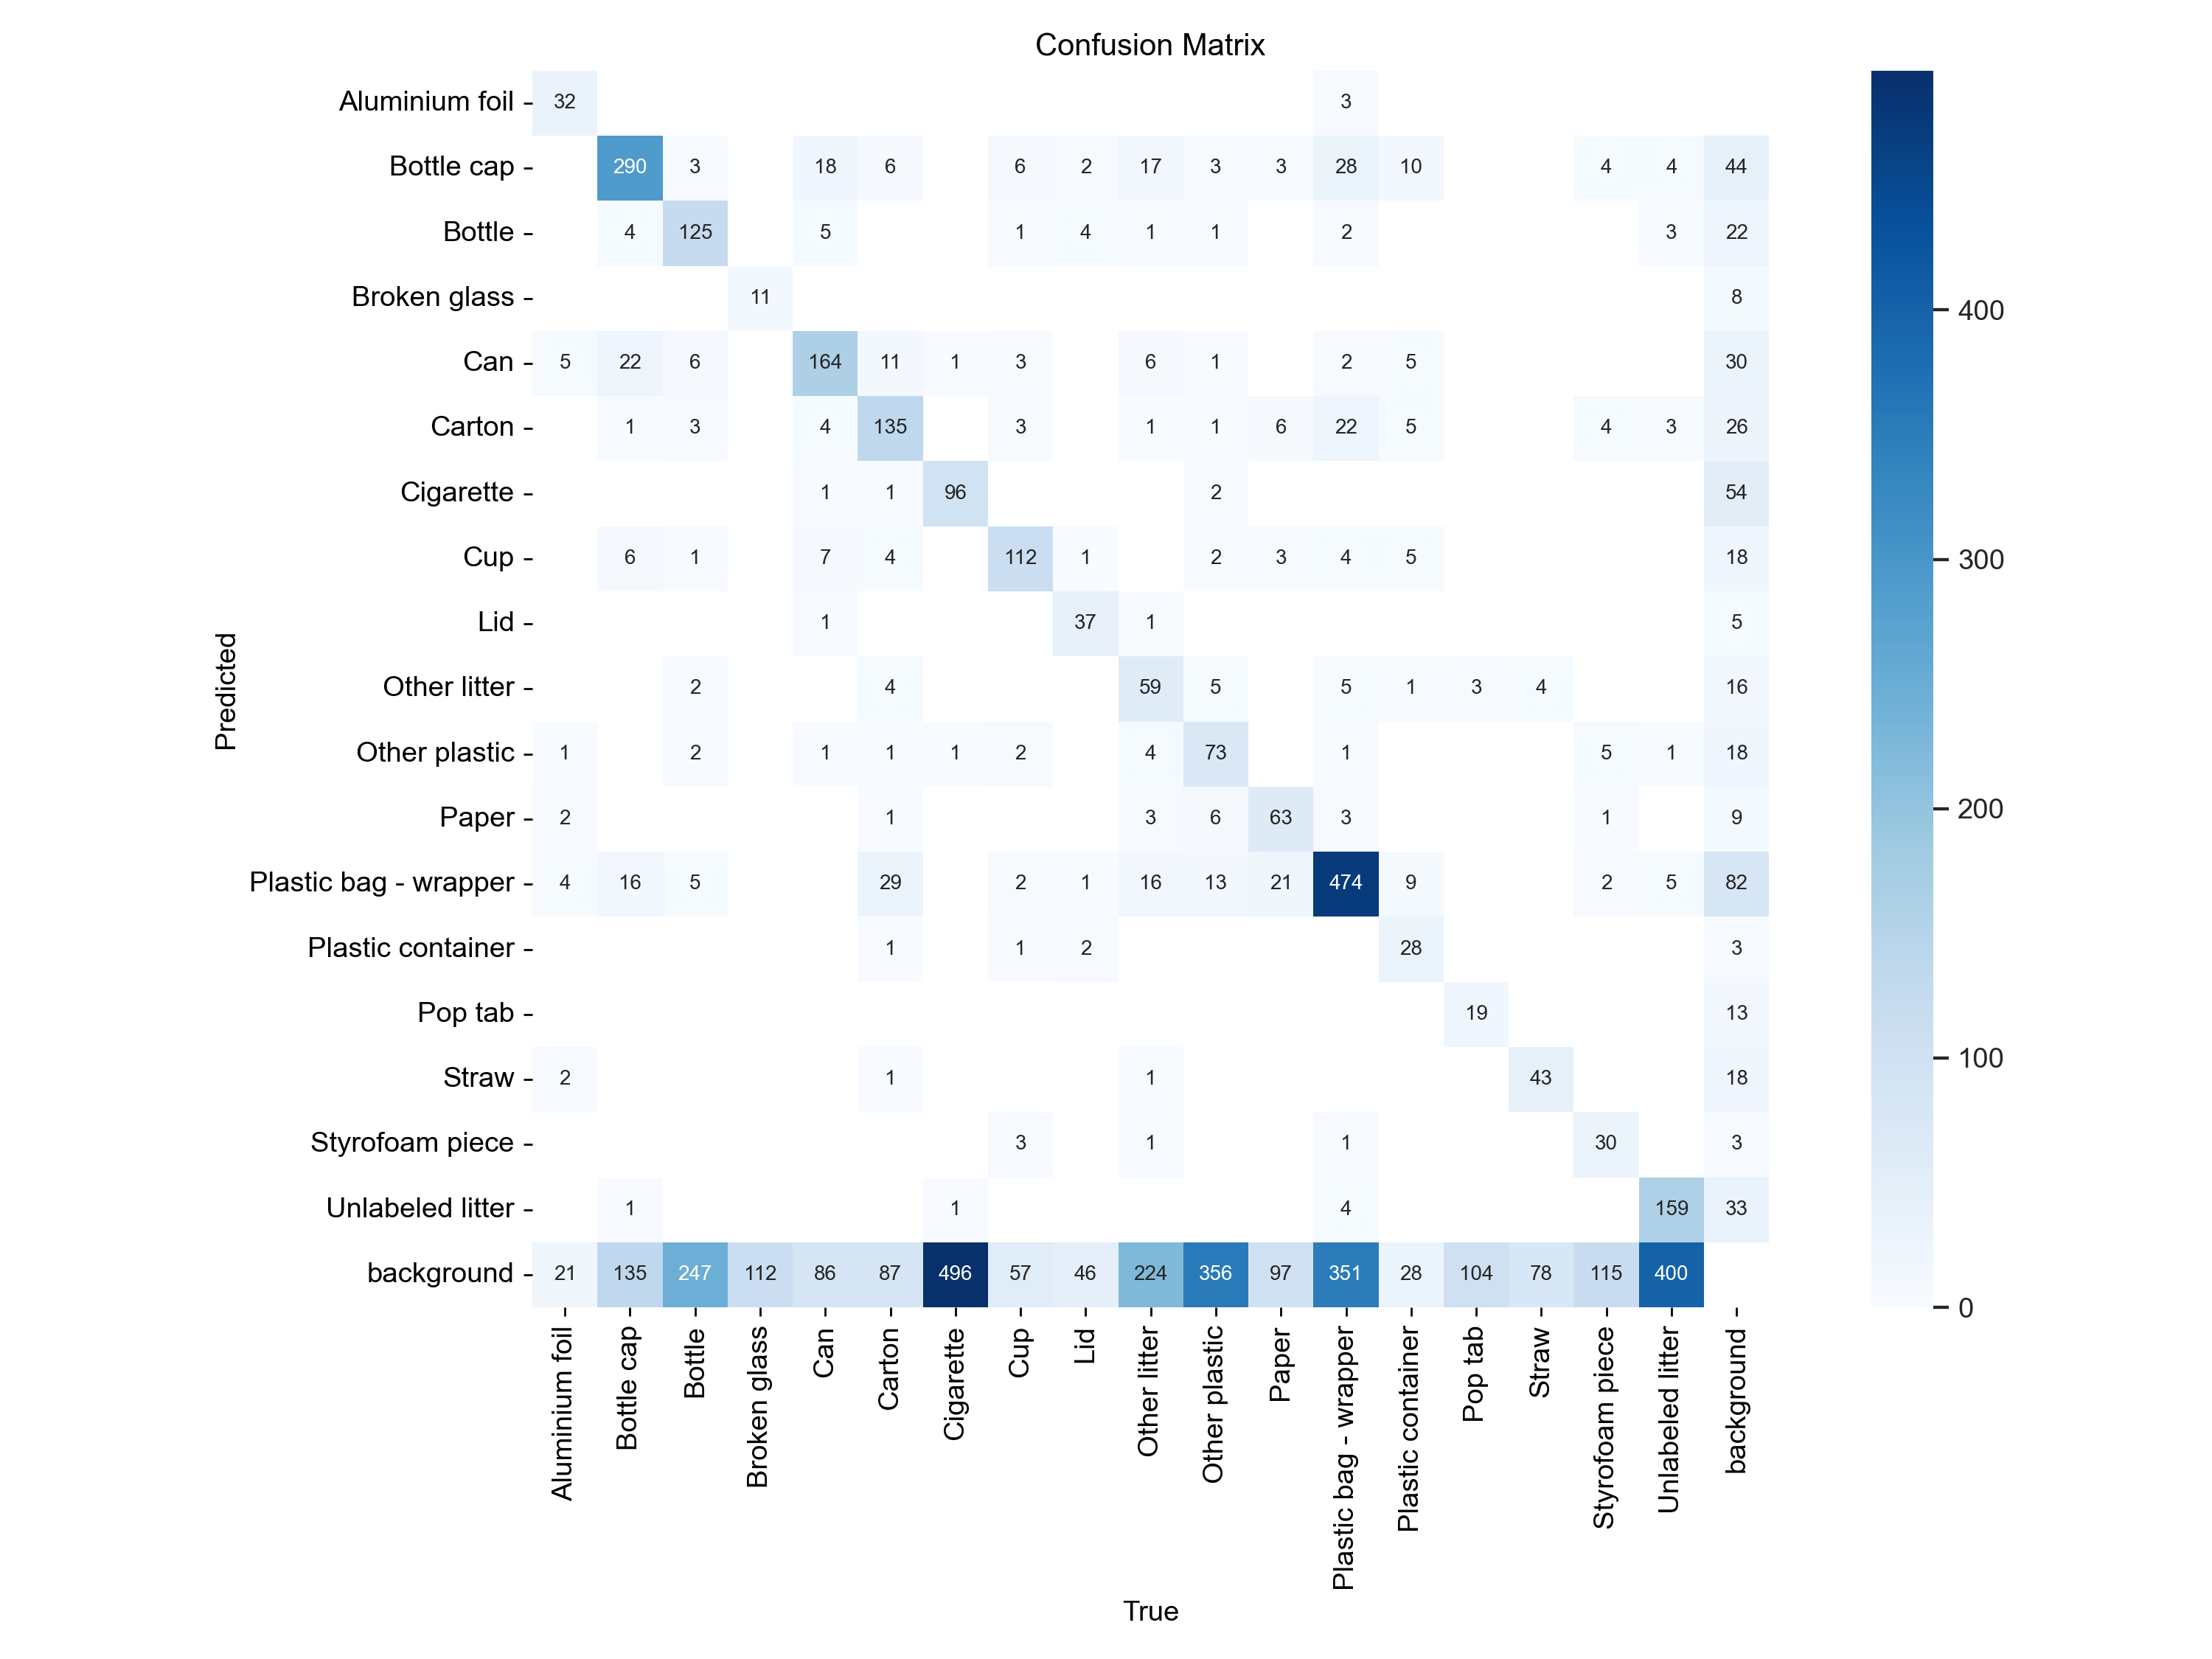 Confusion Matrix
Aluminium foil 32 3
Bottle cap 290 3 18 6 6 2 17 3 3 28 10 4 4 44
Bottle 4 125 5 1 4 1 1 2 3 22
Broken glass 11 8
400
Can 5 22 6 164 11 1 3 6 1 2 5 30
Carton 1 3 4 135 3 1 1 6 22 5 4 3 26
Cigarette 1 1 96 2 54
Cup 6 1 7 4 112 1 2 3 4 5 18
300
Lid 1 37 1 5
Predicted
Other litter 2 4 59 5 5 1 3 4 16
Other plastic 1 2 1 1 1 2 4 73 1 5 1 18
200
Paper 2 1 3 6 63 3 1 9
Plastic bag - wrapper 4 16 5 29 2 1 16 13 21 474 9 2 5 82
Plastic container 1 1 2 28 3
Pop tab 19 13
100
Straw 2 1 1 43 18
Styrofoam piece 3 1 1 30 3
Unlabeled litter 1 1 4 159 33
background 21 135 247 112 86 87 496 57 46 224 356 97 351 28 104 78 115 400
0
Aluminium foil
Bottle cap
Bottle
Broken glass
Can
Carton
Cigarette
Cup
Lid
Other litter
Other plastic
Paper
Plastic bag - wrapper
Plastic container
Pop tab
Straw
Styrofoam piece
Unlabeled litter
background
True